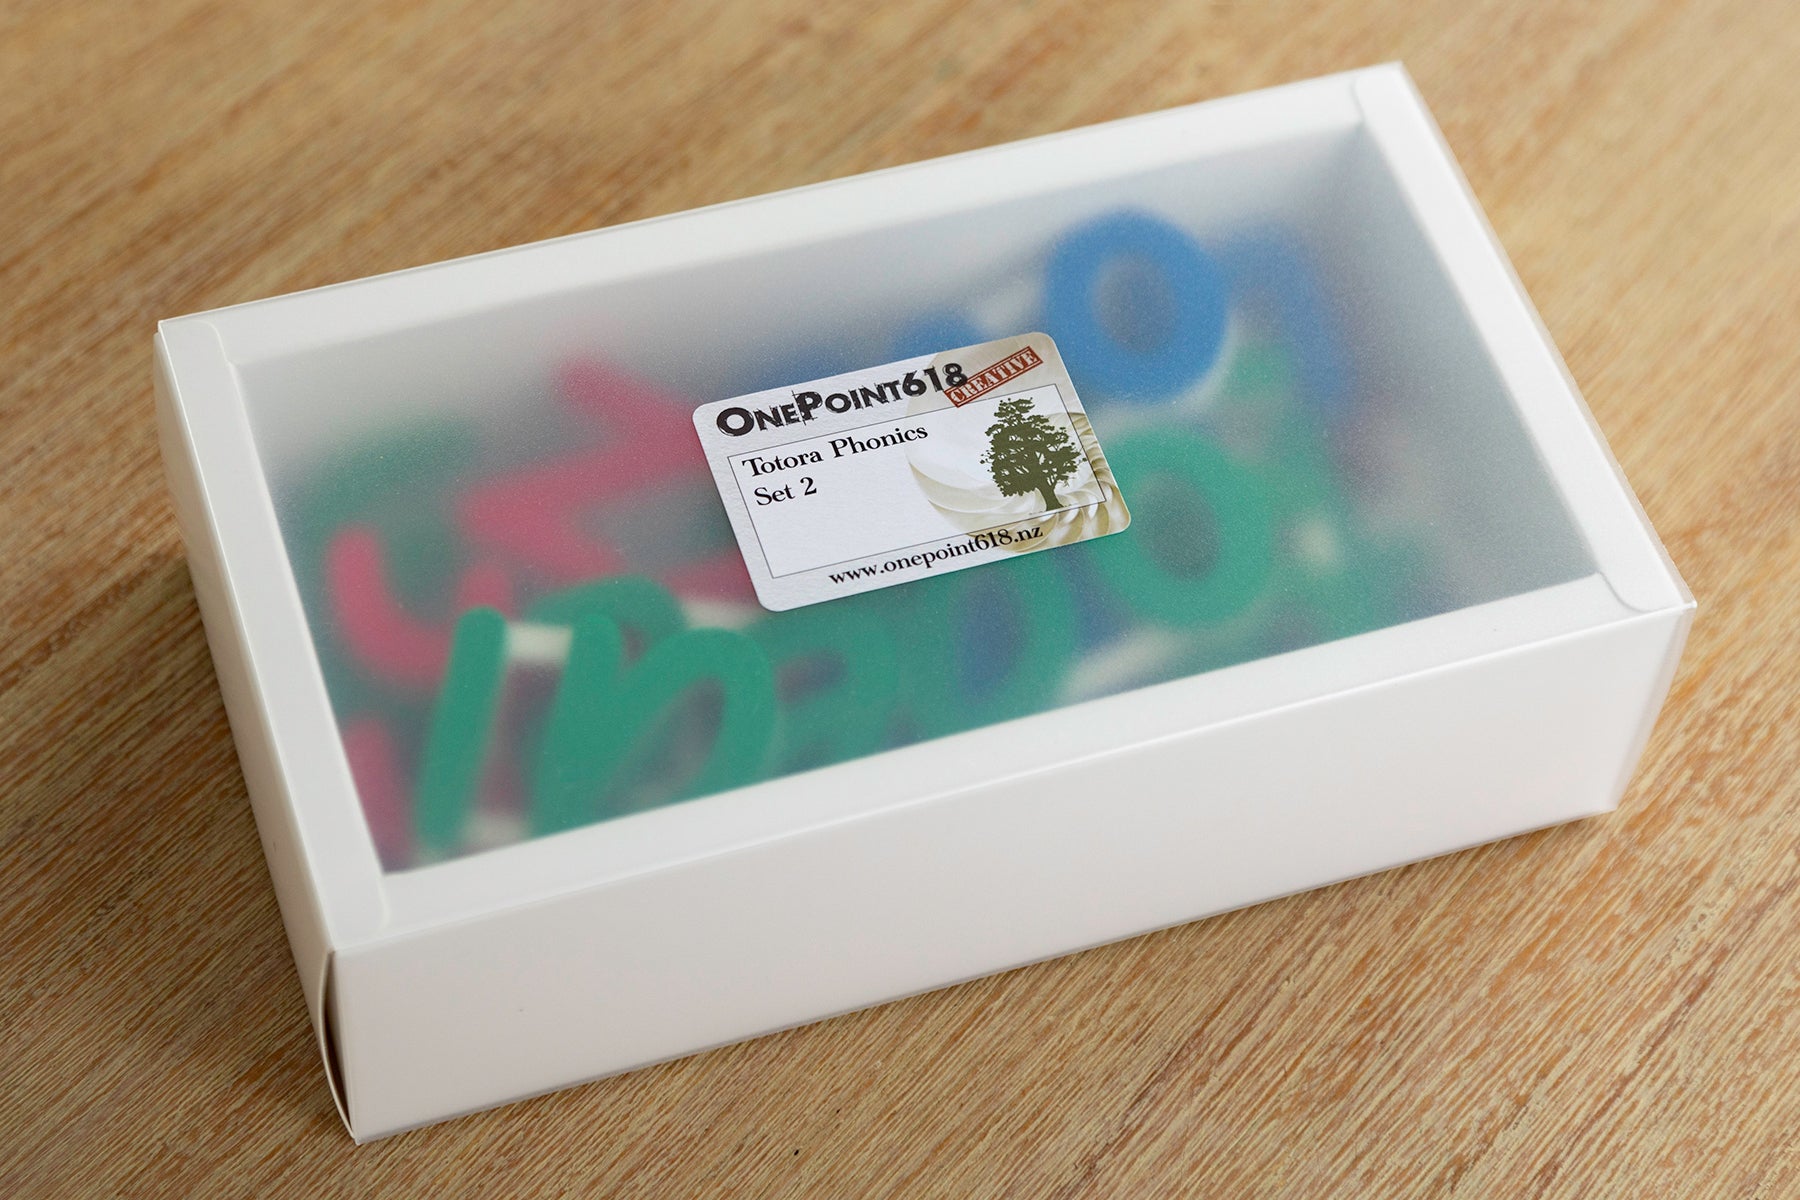 OnePoint618
CREATIVE
Totora Phonics
Set 2
www.onepoint618.nz